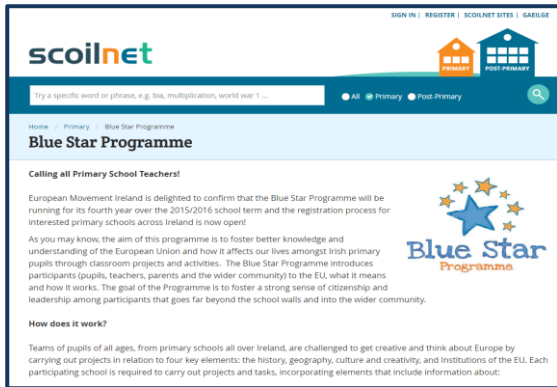 SIGN IN | REGISTER | SCOILNET SITES | GAEILGE
scoilnet
PRIMARY
POST-PRIMARY
Try a specific word or phrase, e.g. bia, multiplication, world war 1 ...
All Primary Post-Primary
Home / Primary / Blue Star Programme
Blue Star Programme
Calling all Primary School Teachers!
European Movement Ireland is delighted to confirm that the Blue Star Programme will be
running for its fourth year over the 2015/2016 school term and the registration process for
interested primary schools across Ireland is now open!
As you may know, the aim of this programme is to foster better knowledge and
understanding of the European Union and how it affects our lives amongst Irish primary
pupils through classroom projects and activities. The Blue Star Programme introduces
participants (pupils, teachers, parents and the wider community) to the EU, what it means
and how it works. The goal of the Programme is to foster a strong sense of citizenship and
leadership among participants that goes far beyond the school walls and into the wider community.
Blue Star
Programme
How does it work?
Teams of pupils of all ages, from primary schools all over Ireland, are challenged to get creative and think about Europe by
carrying out projects in relation to four key elements: the history, geography, culture and creativity, and Institutions of the EU. Each
participating school is required to carry out projects and tasks, incorporating elements that include information about: